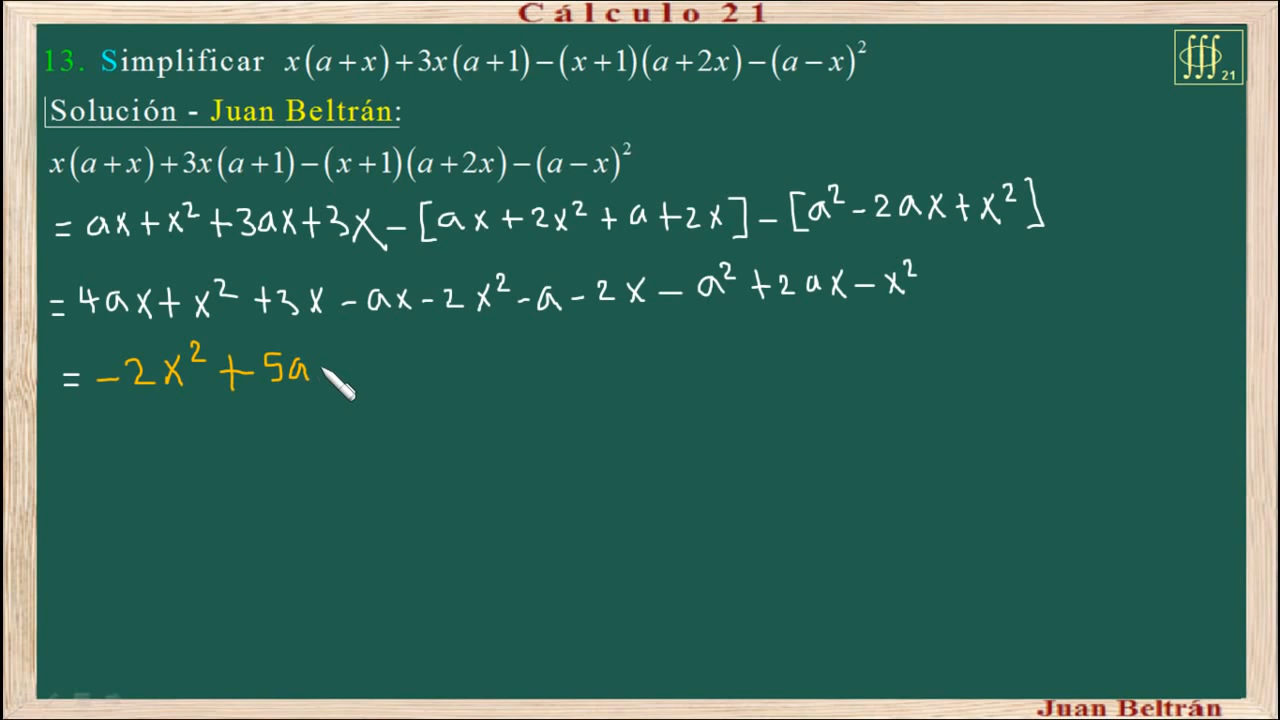 Cálculo 21
13. Simplificar x(a+x)+3x(a+1)−(x+1)(a+2x)−(a−x)²
∫∫∫ 21
Solución - Juan Beltrán:
x(a+x)+3x(a+1)−(x+1)(a+2x)−(a−x)²
= ax+x²+3ax+3x−[ax+2x²+a+2x]−[a²−2ax+x²]
= 4ax+x²+3x−ax−2x²−a−2x−a²+2ax−x²
= −2x²+5a
Juan Beltrán